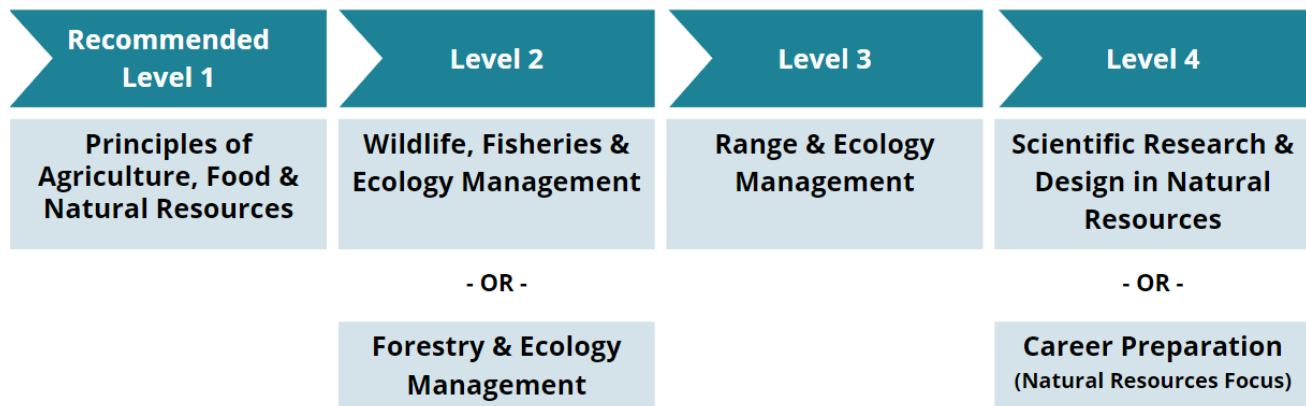 Recommended
Level 1
Level 2
Level 3
Level 4
Principles of
Agriculture, Food &
Natural Resources
Wildlife, Fisheries &
Ecology Management
- OR -
Forestry & Ecology
Management
Range & Ecology
Management
Scientific Research &
Design in Natural
Resources
- OR -
Career Preparation
(Natural Resources Focus)